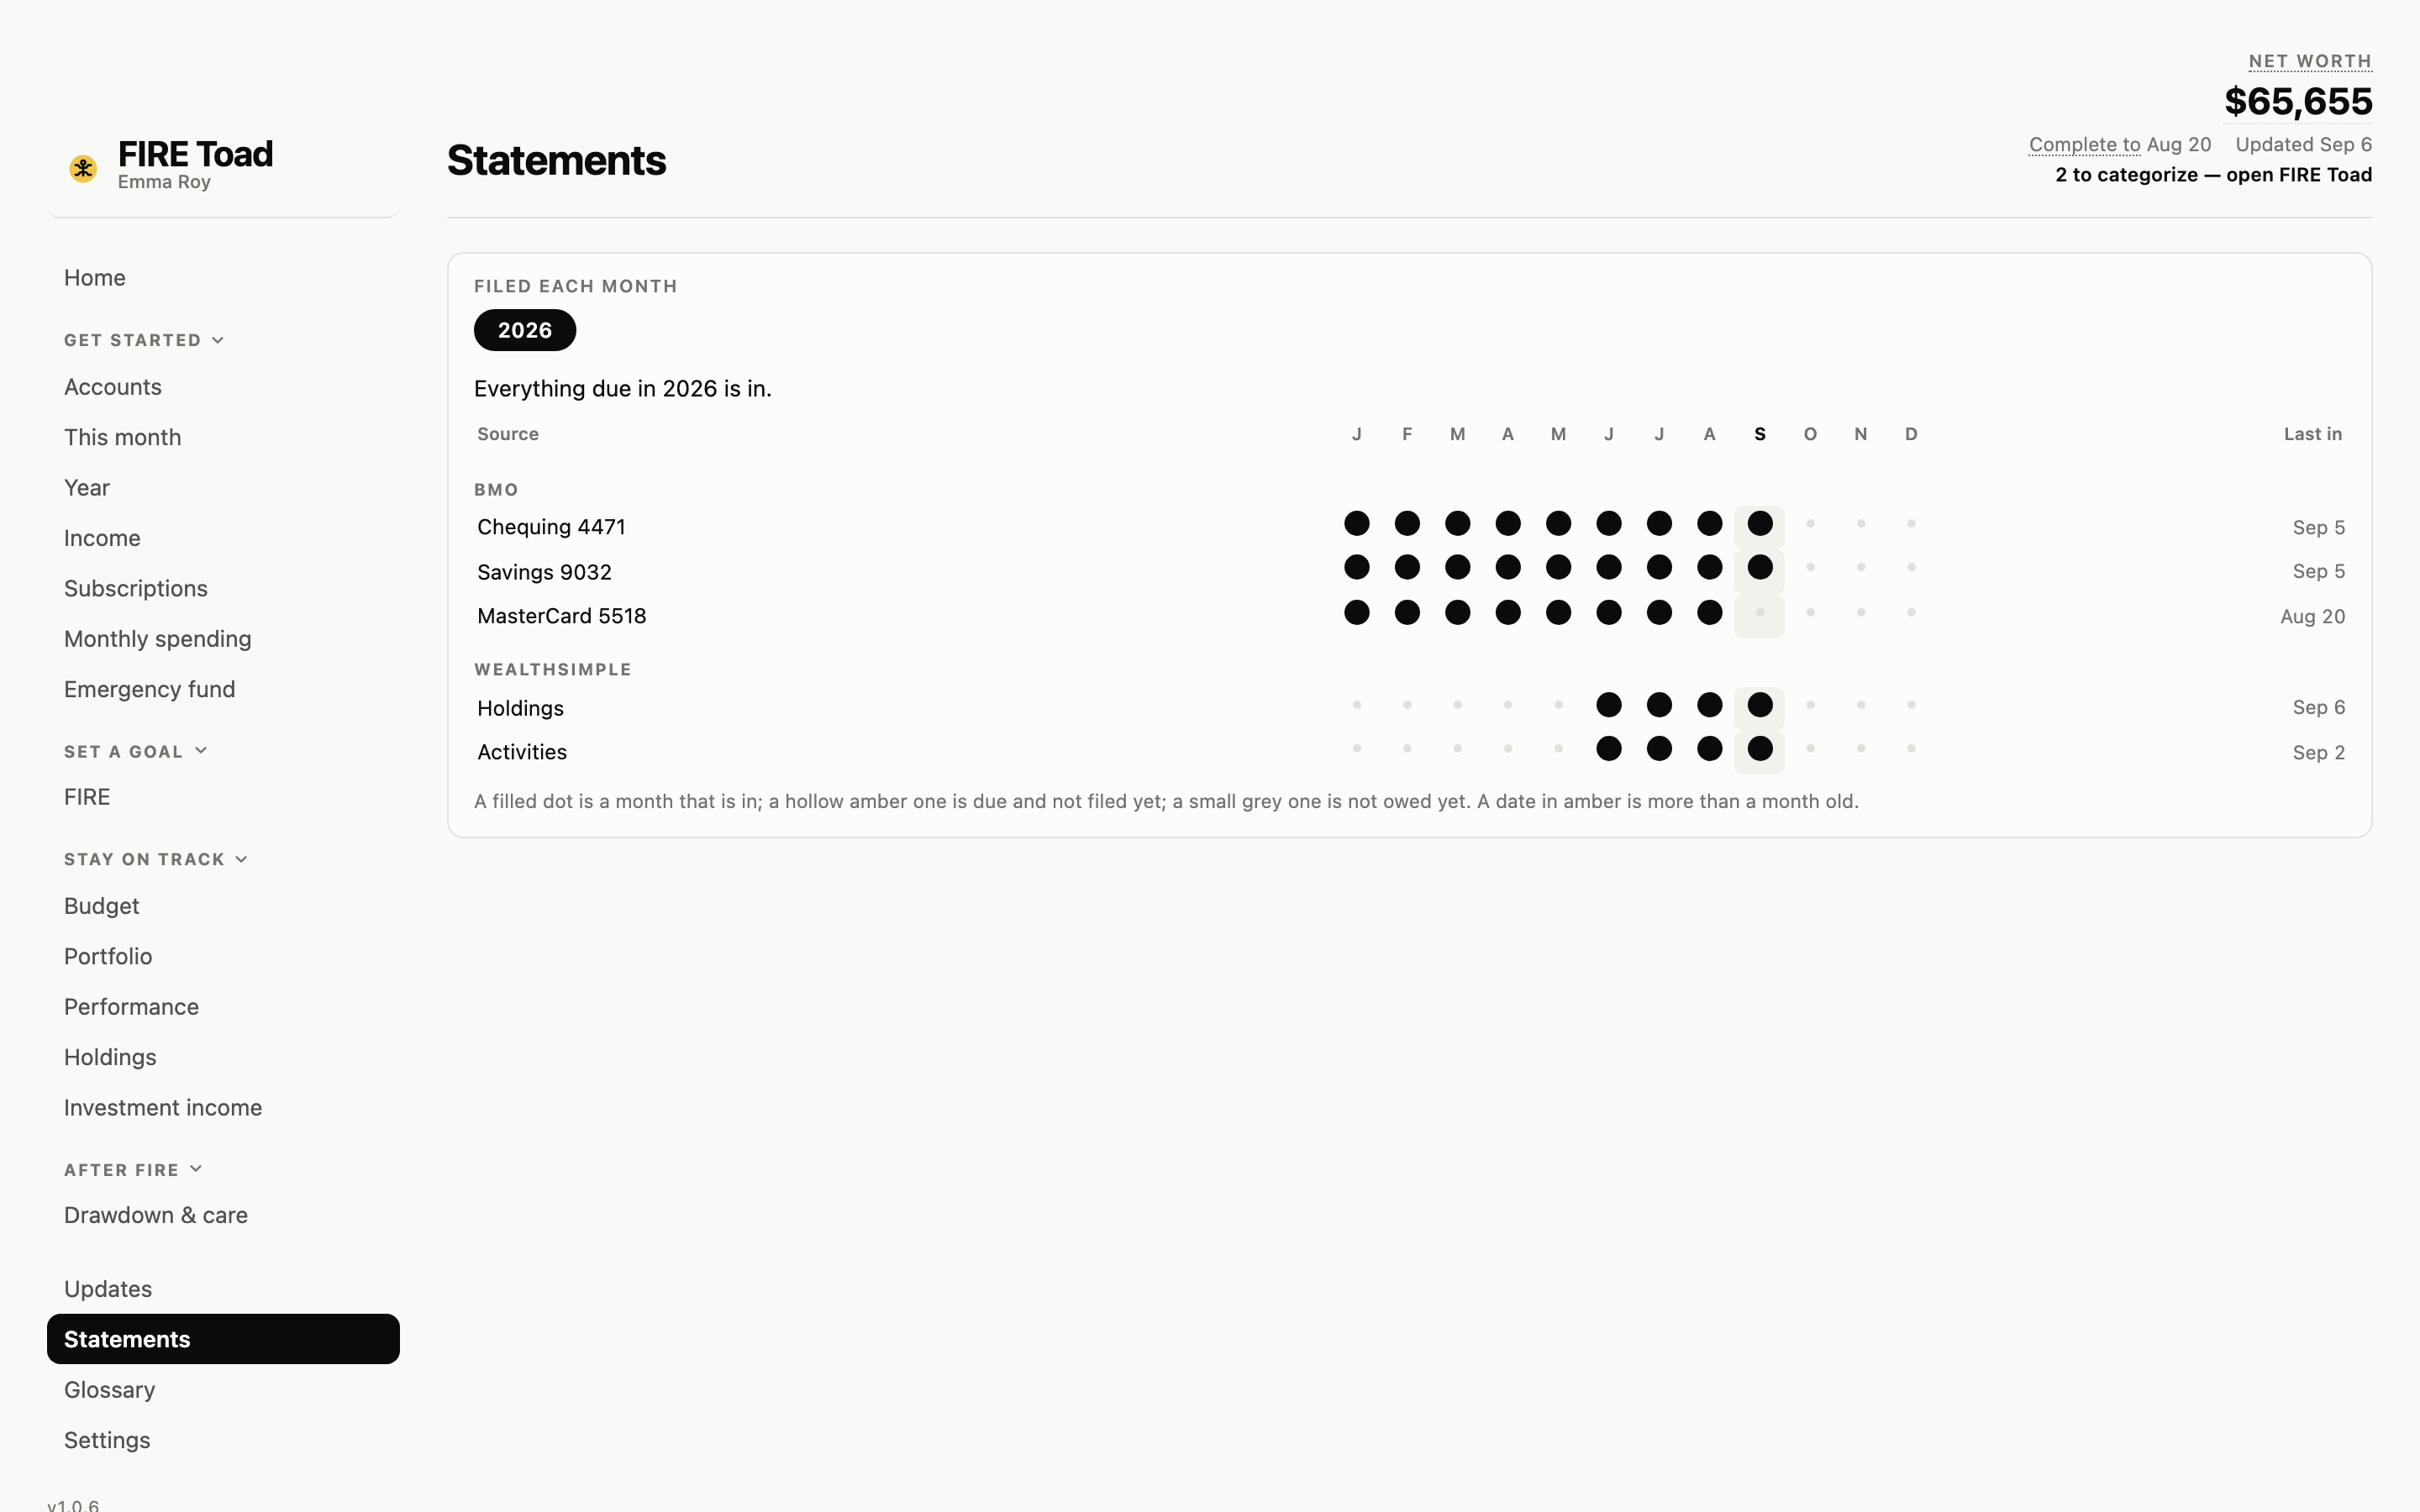 NET WORTH
$65,655
Complete to Aug 20 Updated Sep 6
2 to categorize — open FIRE Toad
FIRE Toad
Emma Roy
Statements
Home
GET STARTED
Accounts
This month
Year
Income
Subscriptions
Monthly spending
Emergency fund
SET A GOAL
FIRE
STAY ON TRACK
Budget
Portfolio
Performance
Holdings
Investment income
AFTER FIRE
Drawdown & care
Updates
Statements
Glossary
Settings
v1.0.6
FILED EACH MONTH
2026
Everything due in 2026 is in.
Source J F M A M J J A S O N D Last in
BMO
Chequing 4471 Sep 5
Savings 9032 Sep 5
MasterCard 5518 Aug 20
WEALTHSIMPLE
Holdings Sep 6
Activities Sep 2
A filled dot is a month that is in; a hollow amber one is due and not filed yet; a small grey one is not owed yet. A date in amber is more than a month old.